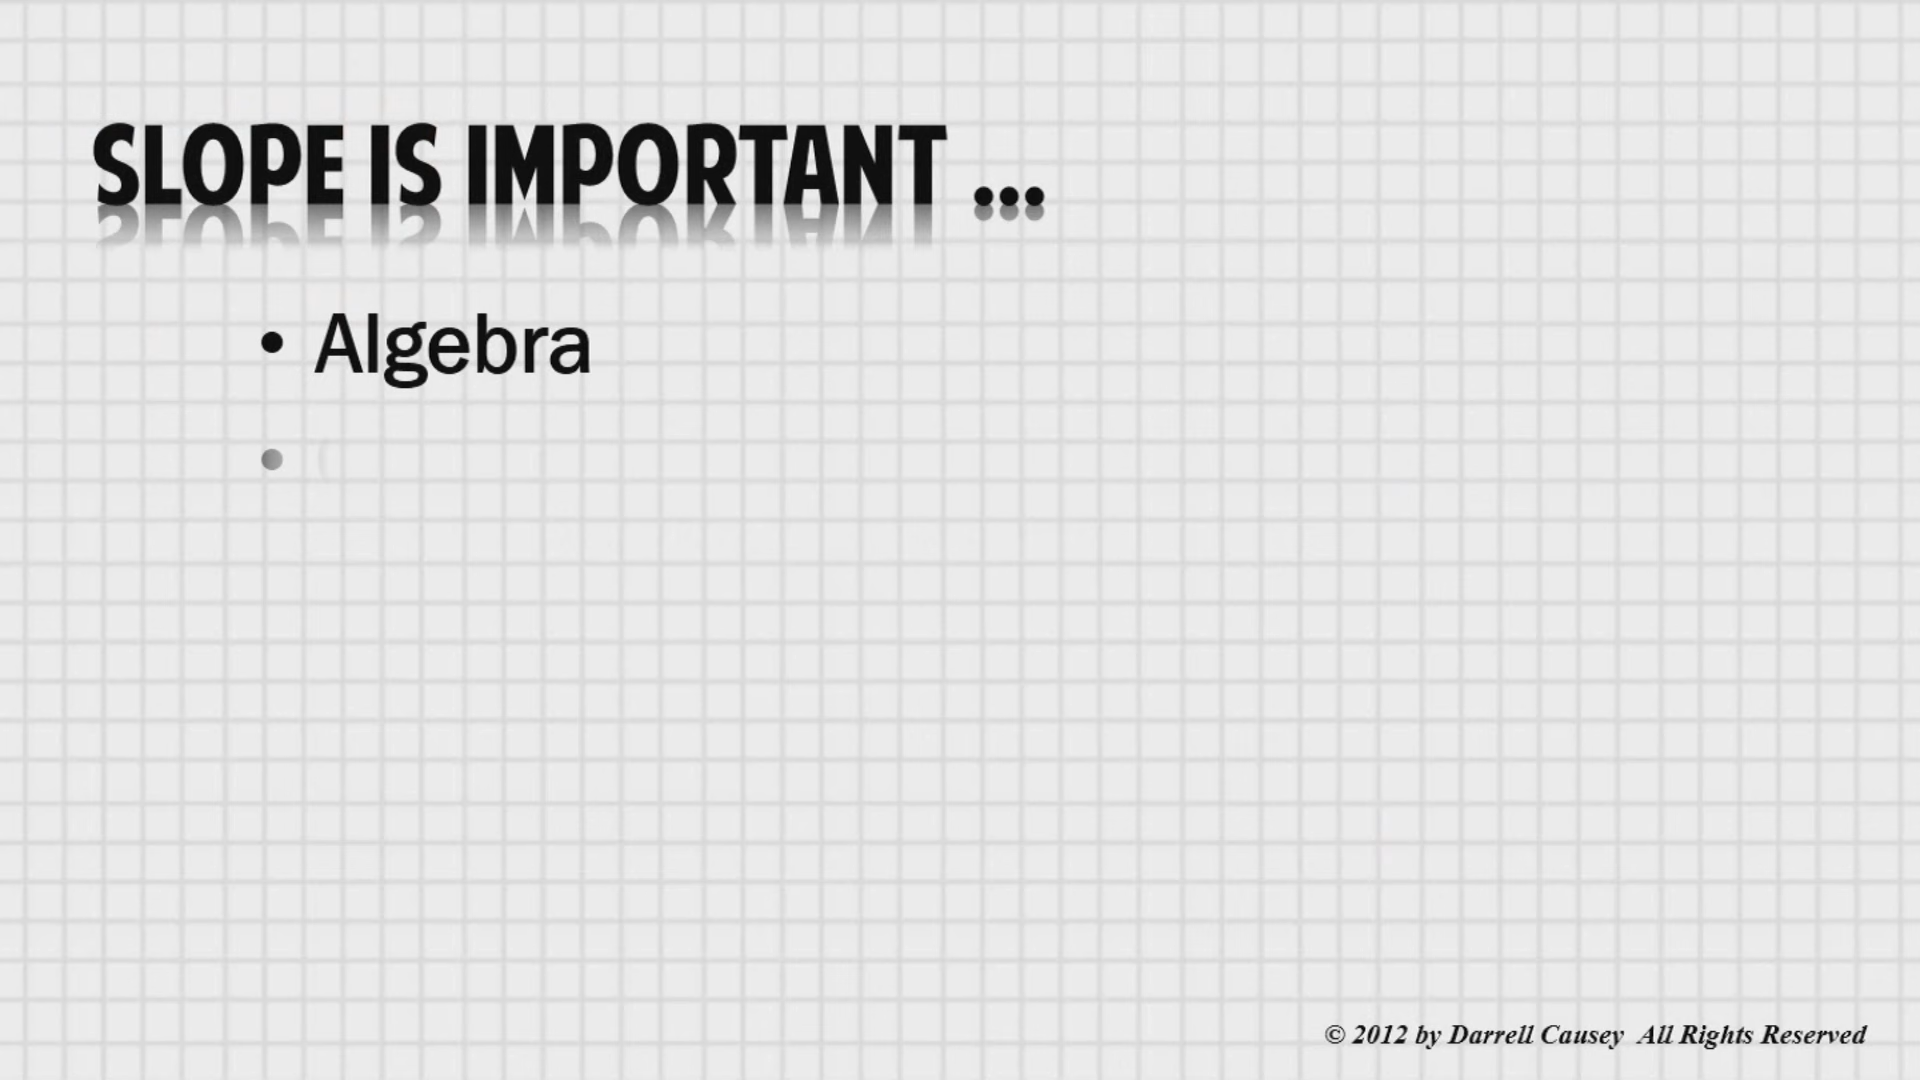 SLOPE IS IMPORTANT ...
• Algebra
•
© 2012 by Darrell Causey All Rights Reserved